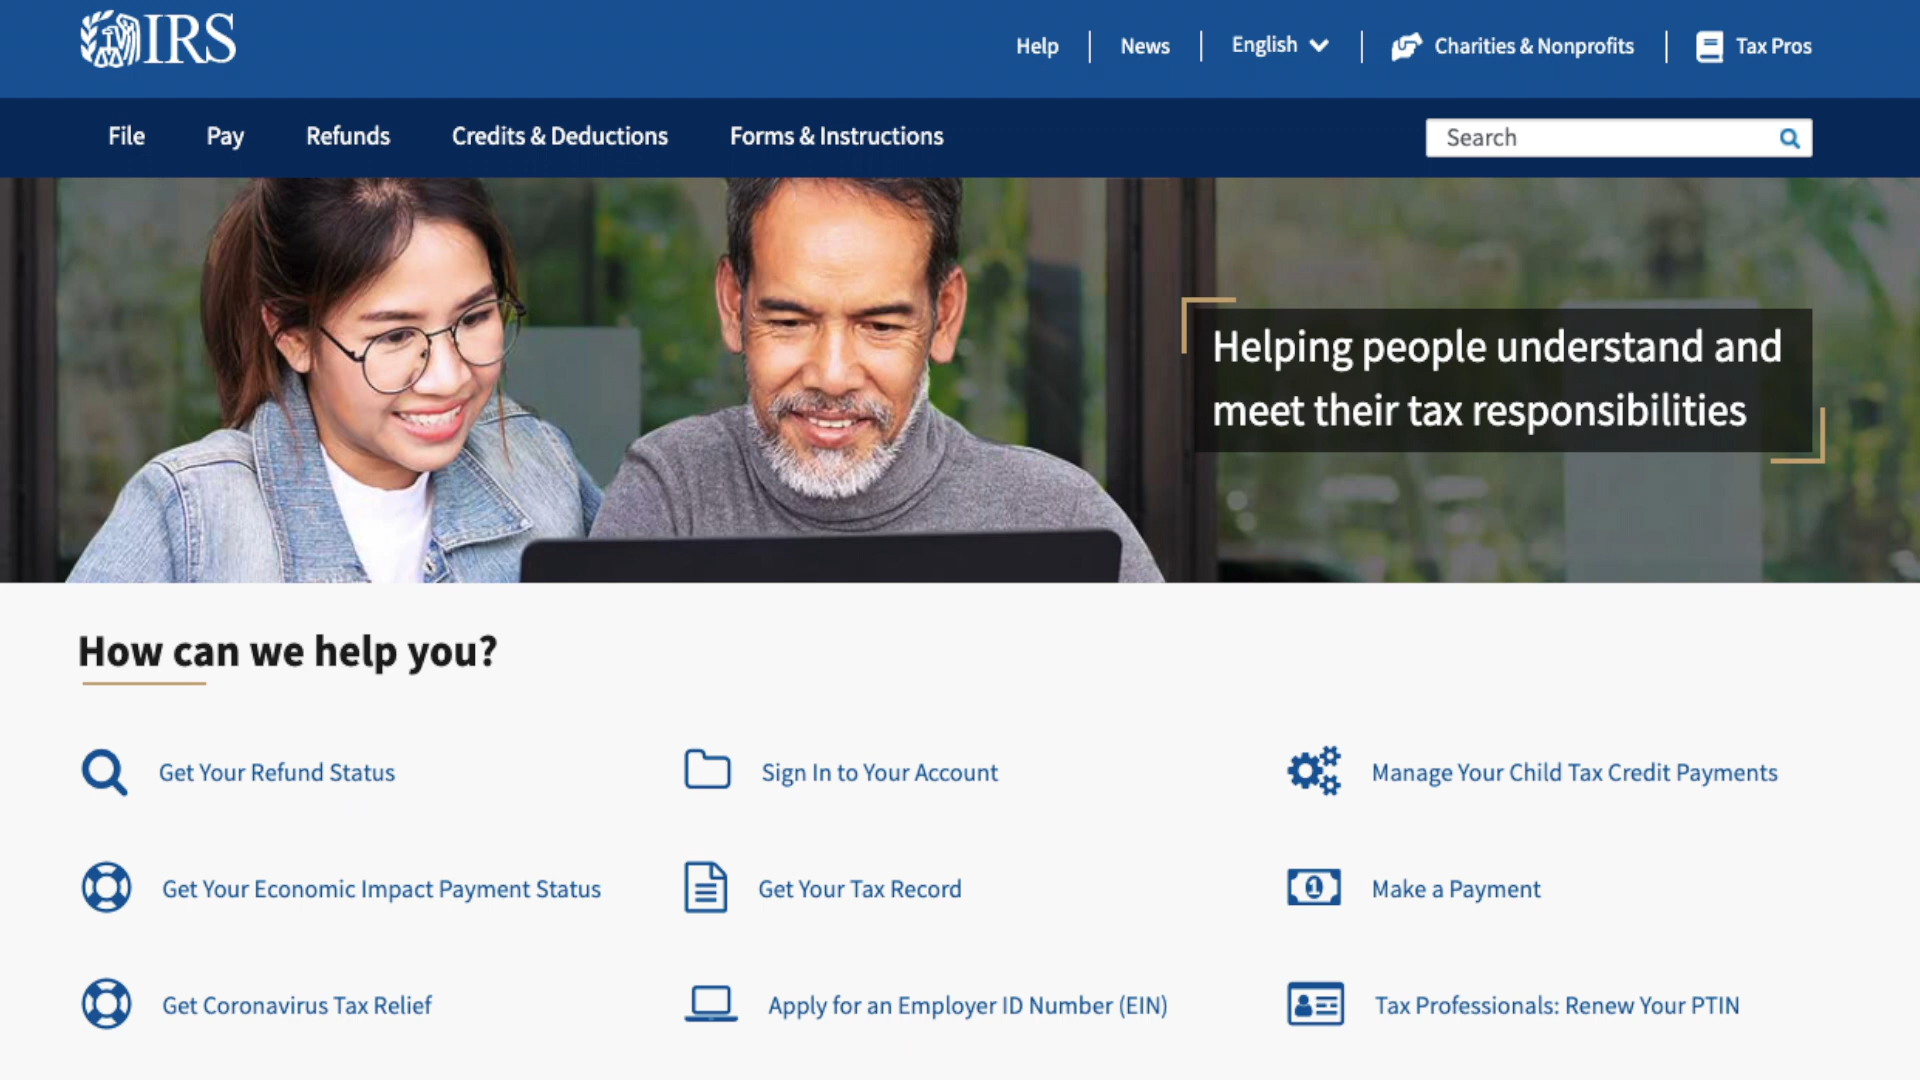 IRS
Help
News
English
Charities & Nonprofits
Tax Pros
File
Pay
Refunds
Credits & Deductions
Forms & Instructions
Search
Helping people understand and
meet their tax responsibilities
How can we help you?
Get Your Refund Status
Sign In to Your Account
Manage Your Child Tax Credit Payments
Get Your Economic Impact Payment Status
Get Your Tax Record
1
Make a Payment
Get Coronavirus Tax Relief
Apply for an Employer ID Number (EIN)
Tax Professionals: Renew Your PTIN